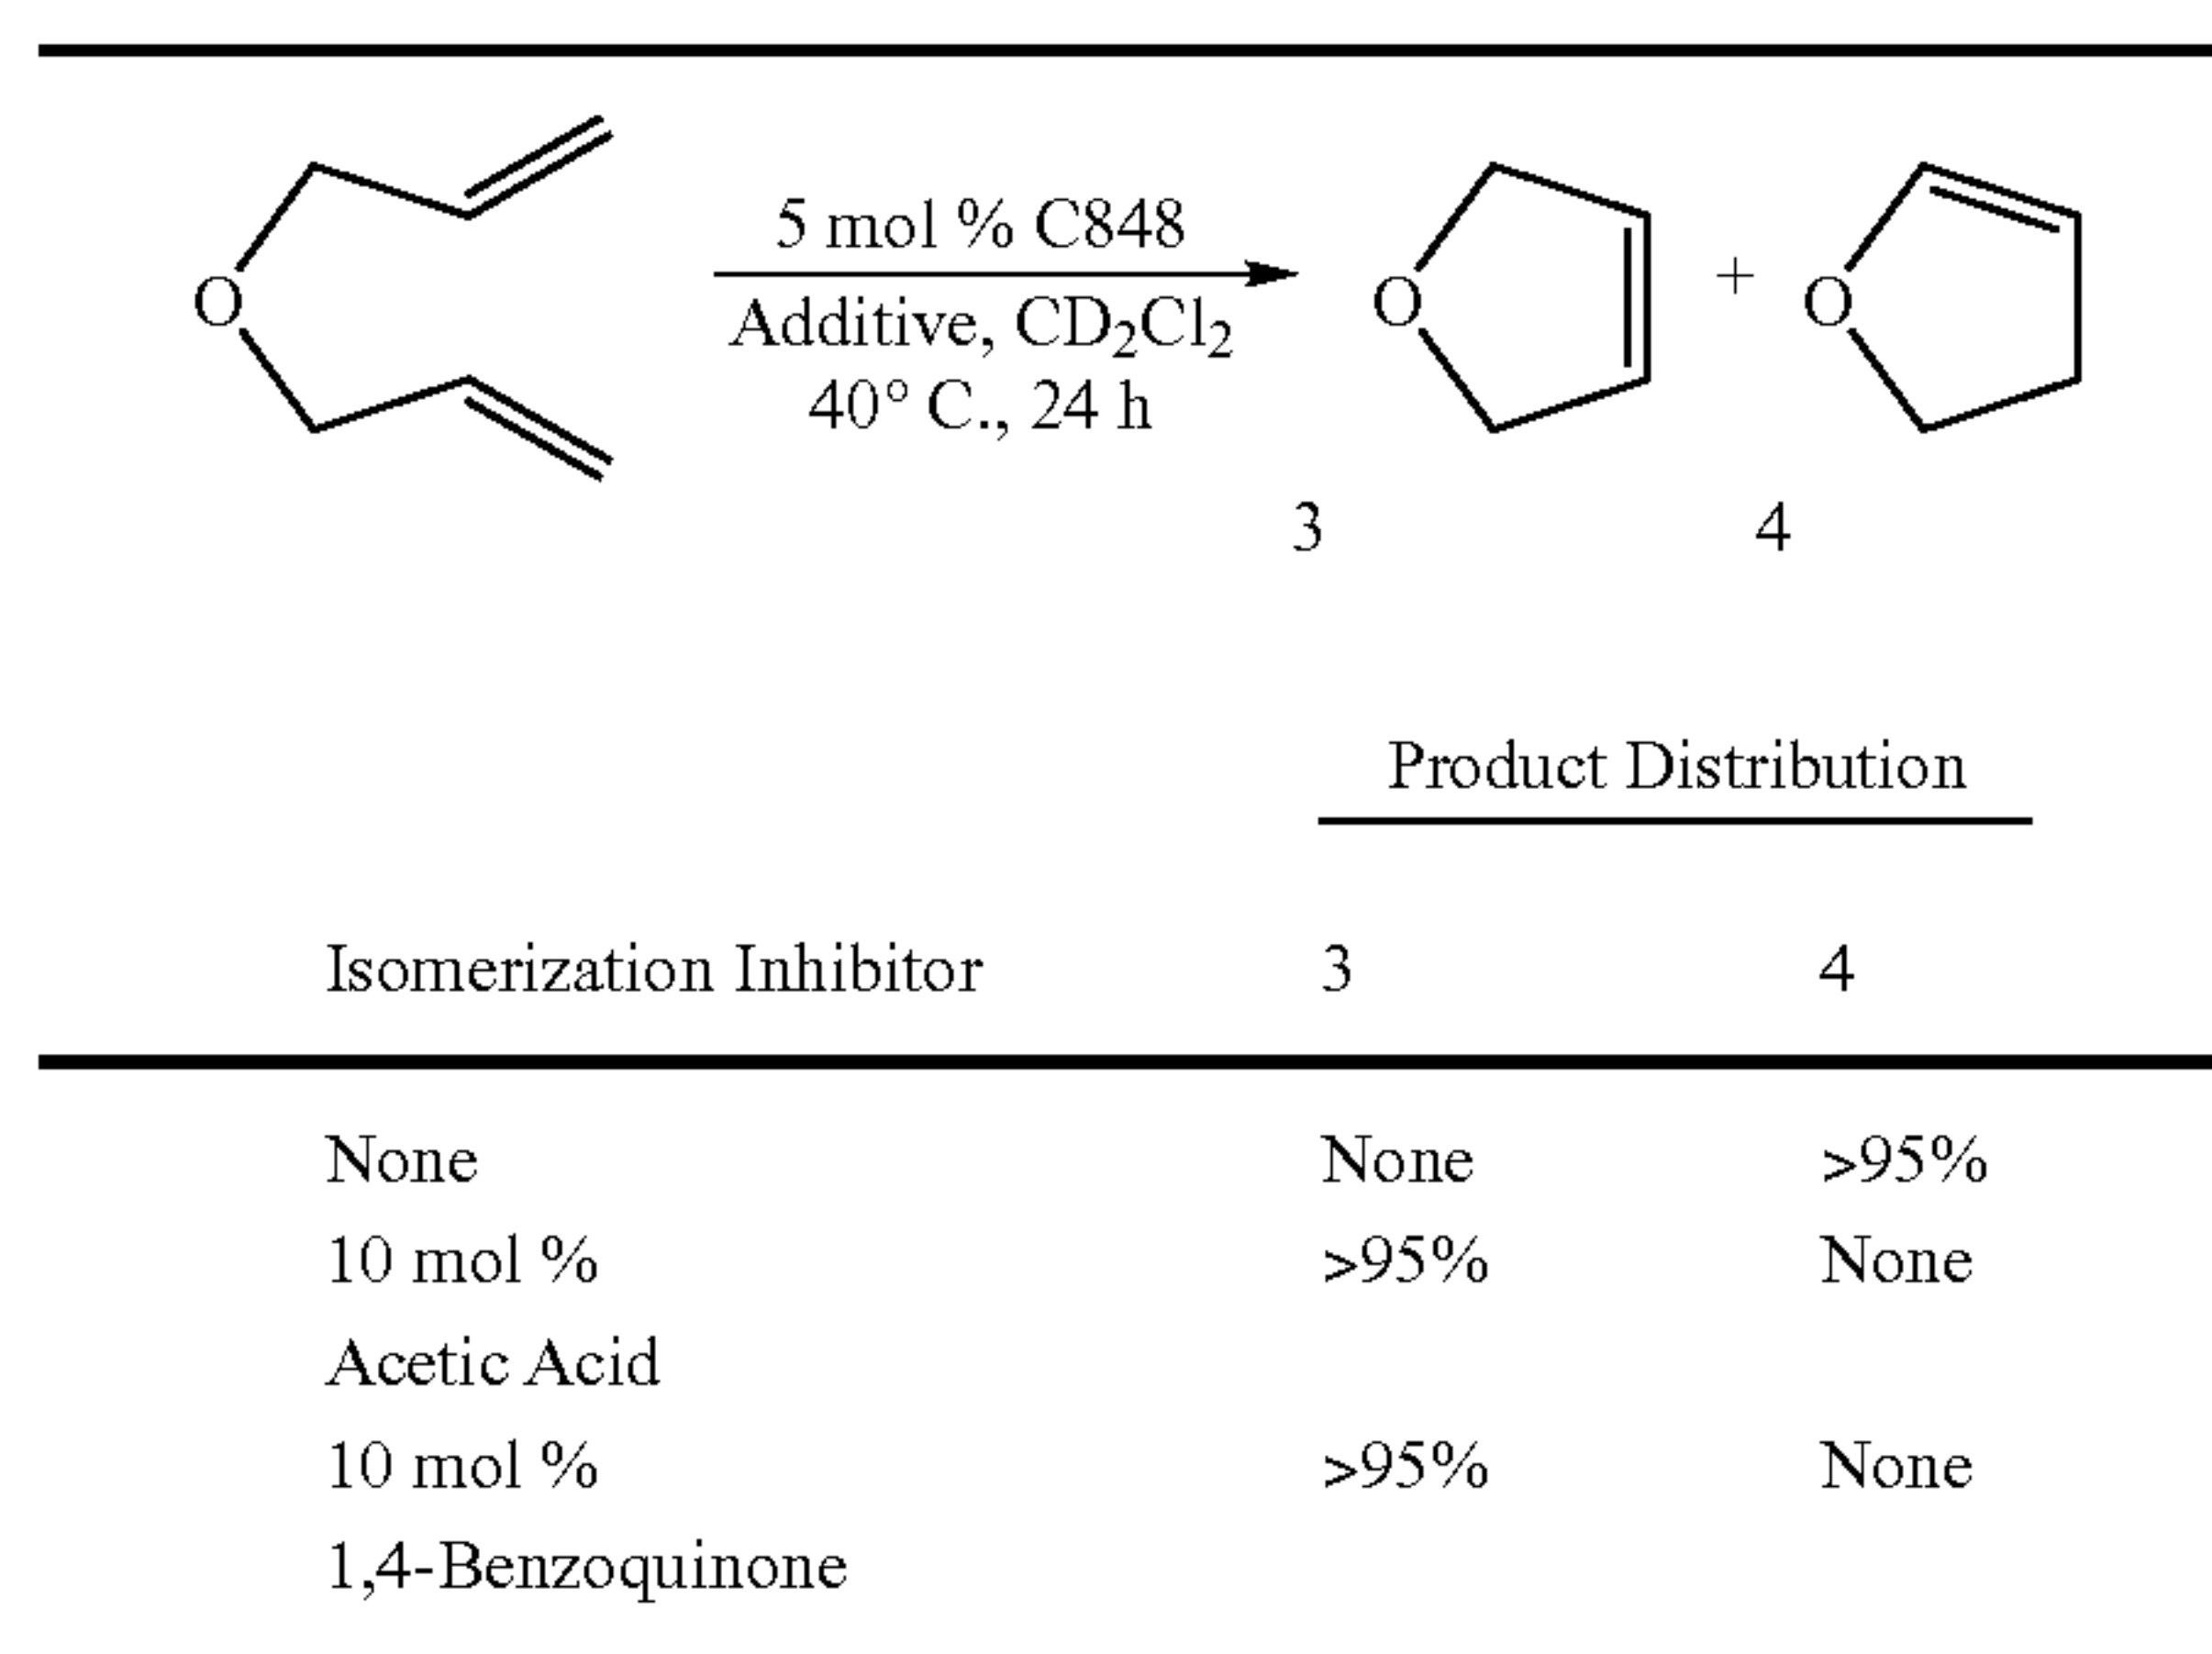 5 mol % C848
Additive, CD2Cl2
40° C., 24 h
O
O
+
O
3 4
Product Distribution
Isomerization Inhibitor 3 4
None None >95%
10 mol % >95% None
Acetic Acid
10 mol % >95% None
1,4-Benzoquinone